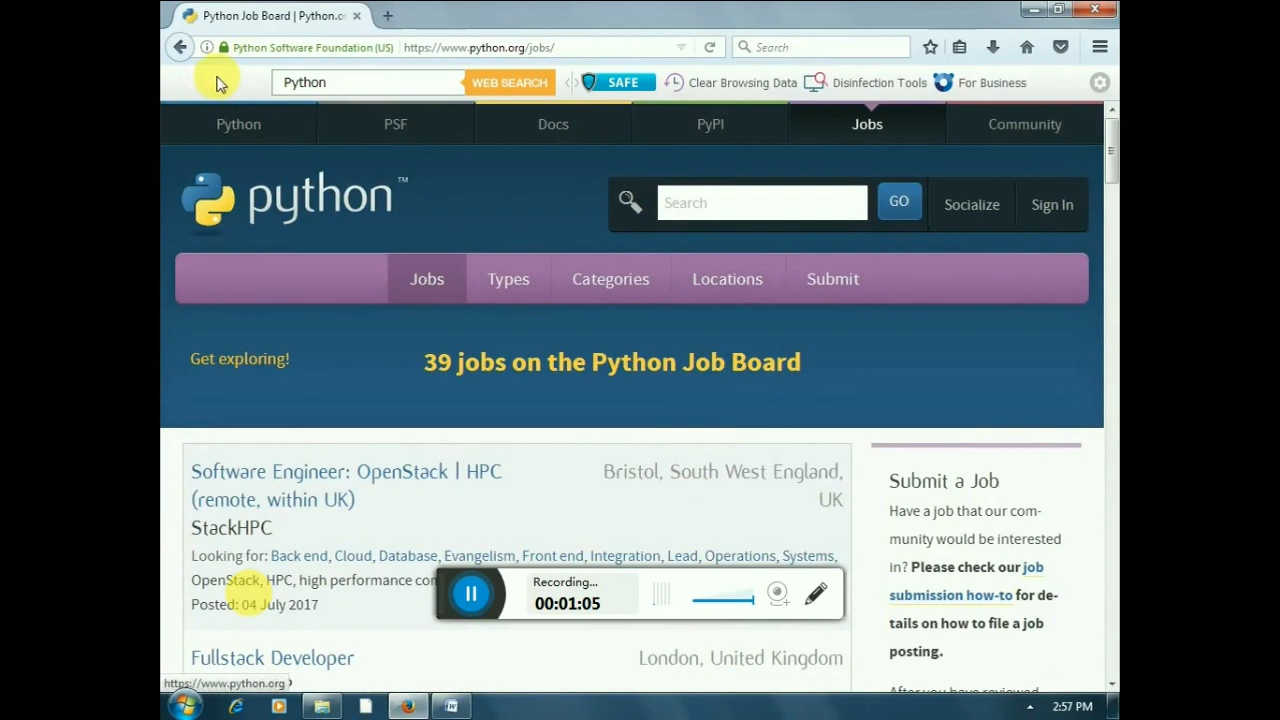 Python Job Board | Python.o
Python Software Foundation (US) https://www.python.org/jobs/ Search
Python WEB SEARCH SAFE Clear Browsing Data Disinfection Tools For Business
Python PSF Docs PyPI Jobs Community
python™
Search GO Socialize Sign In
Jobs Types Categories Locations Submit
Get exploring! 39 jobs on the Python Job Board
Software Engineer: OpenStack | HPC
(remote, within UK)
Bristol, South West England,
UK
StackHPC
Looking for: Back end, Cloud, Database, Evangelism, Front end, Integration, Lead, Operations, Systems,
OpenStack, HPC, high performance con
Posted: 04 July 2017
Fullstack Developer London, United Kingdom
Submit a Job
Have a job that our com-
munity would be interested
in? Please check our job
submission how-to for de-
tails on how to file a job
posting.
After you have reviewed
Recording...
00:01:05
https://www.python.org
2:57 PM